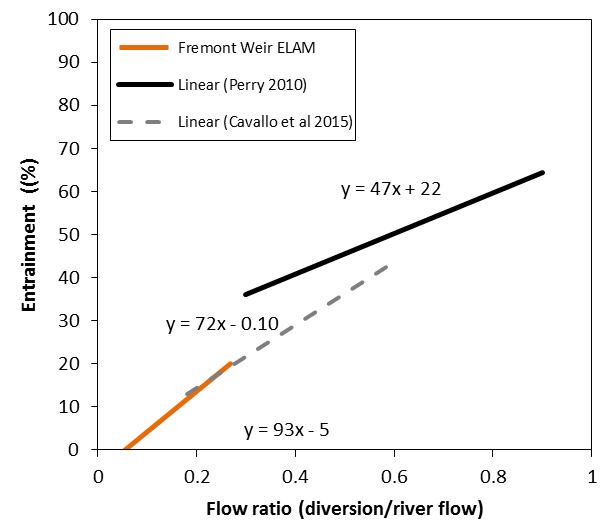 100
90
80
70
60
50
40
30
20
10
0
Entrainment ((%)
Fremont Weir ELAM
Linear (Perry 2010)
Linear (Cavallo et al 2015)
y = 47x + 22
y = 72x - 0.10
y = 93x - 5
0 0.2 0.4 0.6 0.8 1
Flow ratio (diversion/river flow)